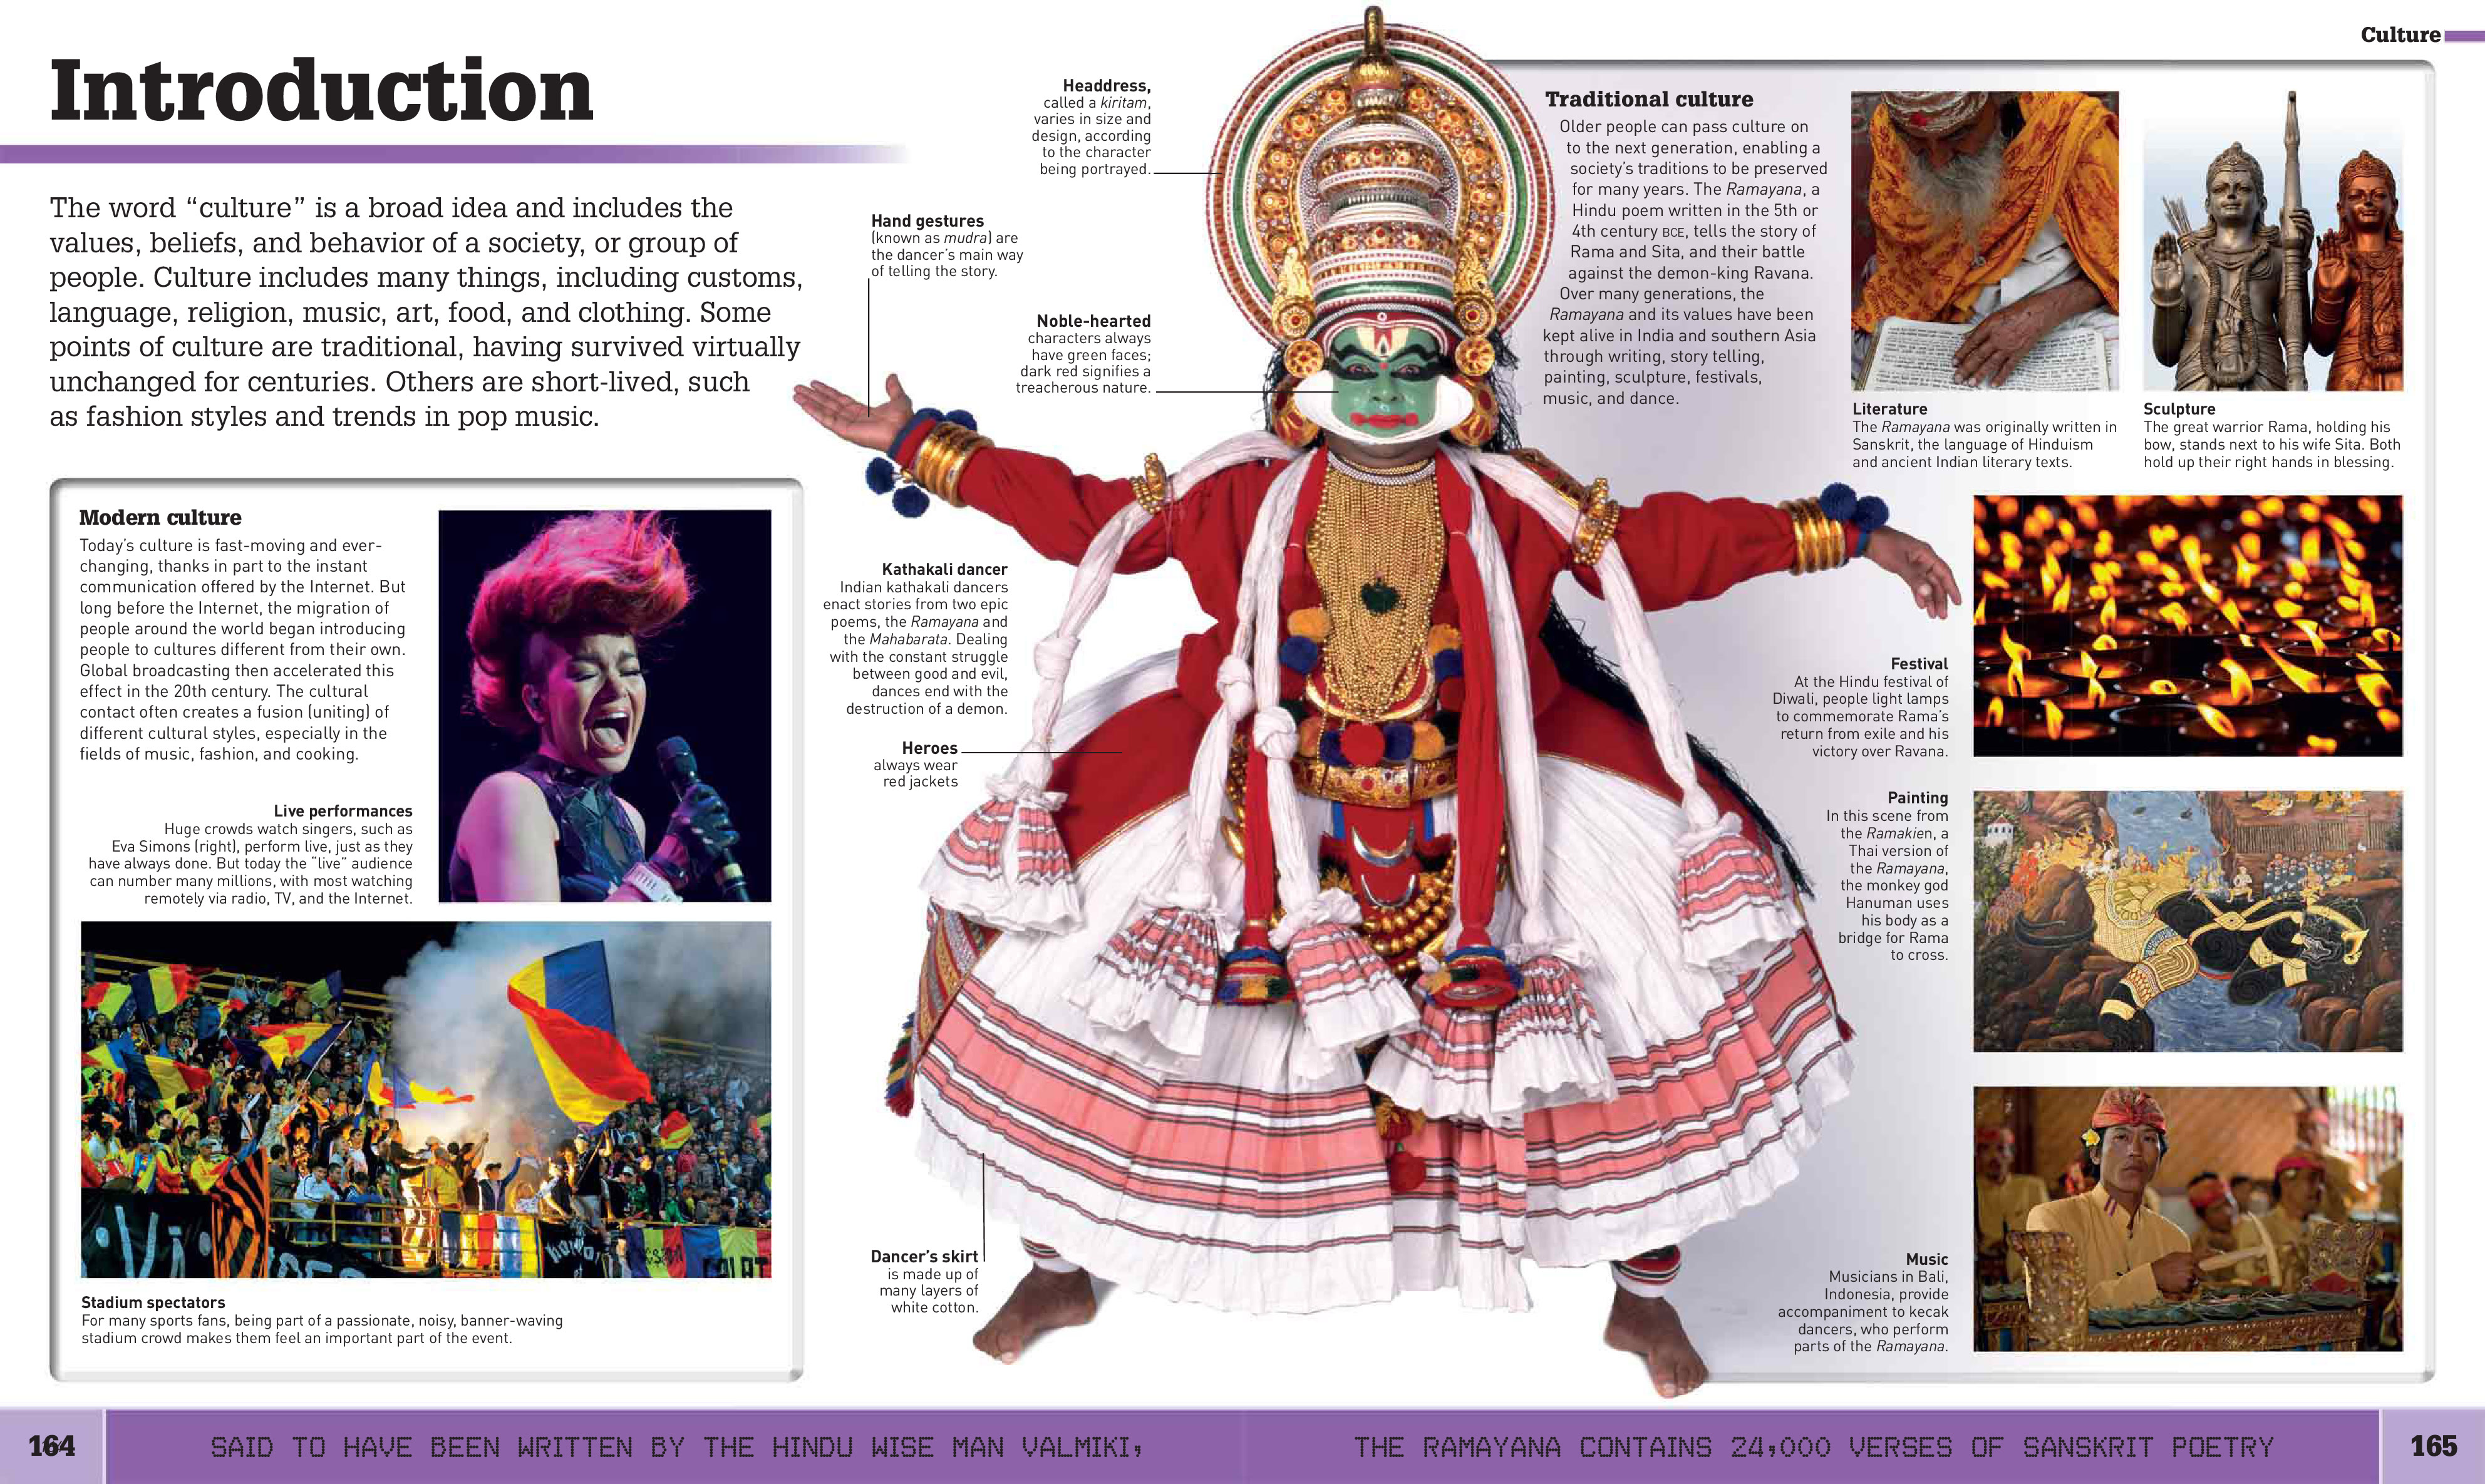 Culture
Introduction
The word “culture” is a broad idea and includes the
values, beliefs, and behavior of a society, or group of
people. Culture includes many things, including customs,
language, religion, music, art, food, and clothing. Some
points of culture are traditional, having survived virtually
unchanged for centuries. Others are short-lived, such
as fashion styles and trends in pop music.
Modern culture
Today’s culture is fast-moving and ever-
changing, thanks in part to the instant
communication offered by the Internet. But
long before the Internet, the migration of
people around the world began introducing
people to cultures different from their own.
Global broadcasting then accelerated this
effect in the 20th century. The cultural
contact often creates a fusion (uniting) of
different cultural styles, especially in the
fields of music, fashion, and cooking.
Live performances
Huge crowds watch singers, such as
Eva Simons (right), perform live, just as they
have always done. But today the “live” audience
can number many millions, with most watching
remotely via radio, TV, and the Internet.
Stadium spectators
For many sports fans, being part of a passionate, noisy, banner-waving
stadium crowd makes them feel an important part of the event.
Headdress,
called a kiritam,
varies in size and
design, according
to the character
being portrayed.
Hand gestures
(known as mudra) are
the dancer’s main way
of telling the story.
Noble-hearted
characters always
have green faces;
dark red signifies a
treacherous nature.
Kathakali dancer
Indian kathakali dancers
enact stories from two epic
poems, the Ramayana and
the Mahabarata. Dealing
with the constant struggle
between good and evil,
dances end with the
destruction of a demon.
Heroes
always wear
red jackets
Dancer’s skirt
is made up of
many layers of
white cotton.
Traditional culture
Older people can pass culture on
to the next generation, enabling a
society’s traditions to be preserved
for many years. The Ramayana, a
Hindu poem written in the 5th or
4th century BCE, tells the story of
Rama and Sita, and their battle
against the demon-king Ravana.
Over many generations, the
Ramayana and its values have been
kept alive in India and southern Asia
through writing, story telling,
painting, sculpture, festivals,
music, and dance.
Literature
The Ramayana was originally written in
Sanskrit, the language of Hinduism
and ancient Indian literary texts.
Sculpture
The great warrior Rama, holding his
bow, stands next to his wife Sita. Both
hold up their right hands in blessing.
Festival
At the Hindu festival of
Diwali, people light lamps
to commemorate Rama’s
return from exile and his
victory over Ravana.
Painting
In this scene from
the Ramakien, a
Thai version of
the Ramayana,
the monkey god
Hanuman uses
his body as a
bridge for Rama
to cross.
Music
Musicians in Bali,
Indonesia, provide
accompaniment to kecak
dancers, who perform
parts of the Ramayana.
164
SAID TO HAVE BEEN WRITTEN BY THE HINDU WISE MAN VALMIKI,
THE RAMAYANA CONTAINS 24,000 VERSES OF SANSKRIT POETRY
165